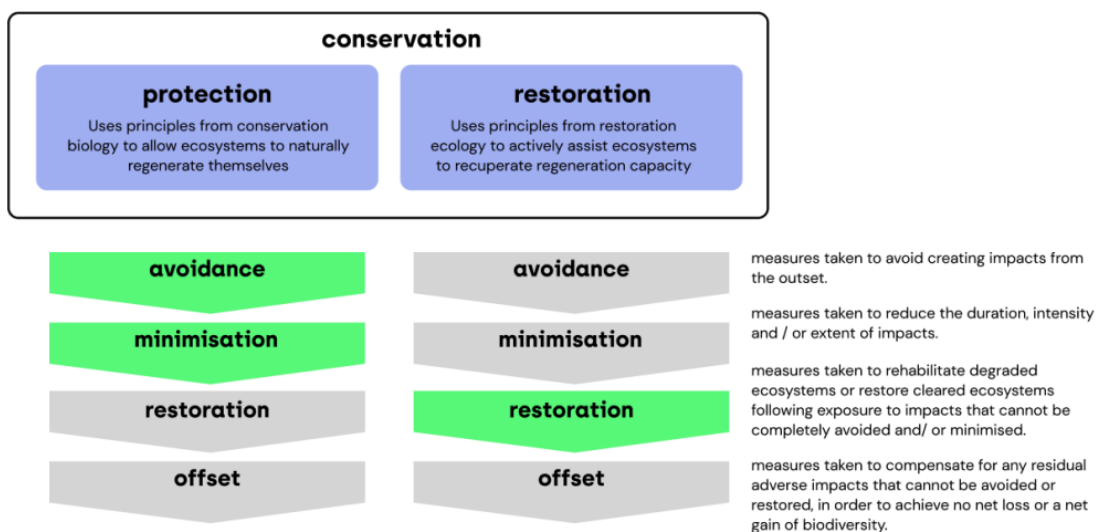 conservation
protection
Uses principles from conservation
biology to allow ecosystems to naturally
regenerate themselves
restoration
Uses principles from restoration
ecology to actively assist ecosystems
to recuperate regeneration capacity
avoidance
avoidance
measures taken to avoid creating impacts from
the outset.
minimisation
minimisation
measures taken to reduce the duration, intensity
and / or extent of impacts.
restoration
restoration
measures taken to rehabilitate degraded
ecosystems or restore cleared ecosystems
following exposure to impacts that cannot be
completely avoided and/ or minimised.
offset
offset
measures taken to compensate for any residual
adverse impacts that cannot be avoided or
restored, in order to achieve no net loss or a net
gain of biodiversity.